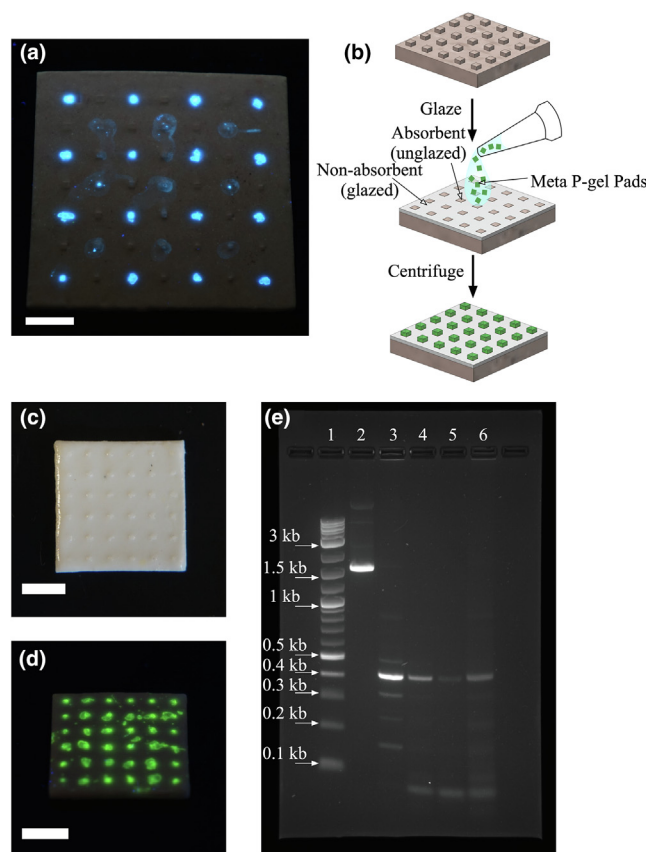 (a)
(b)
Glaze
Absorbent
(unglazed)
Non-absorbent
(glazed)
Meta P-gel Pads
Centrifuge
(c)
(d)
(e)
1 2 3 4 5 6
3 kb
1.5 kb
1 kb
0.5 kb
0.4 kb
0.3 kb
0.2 kb
0.1 kb